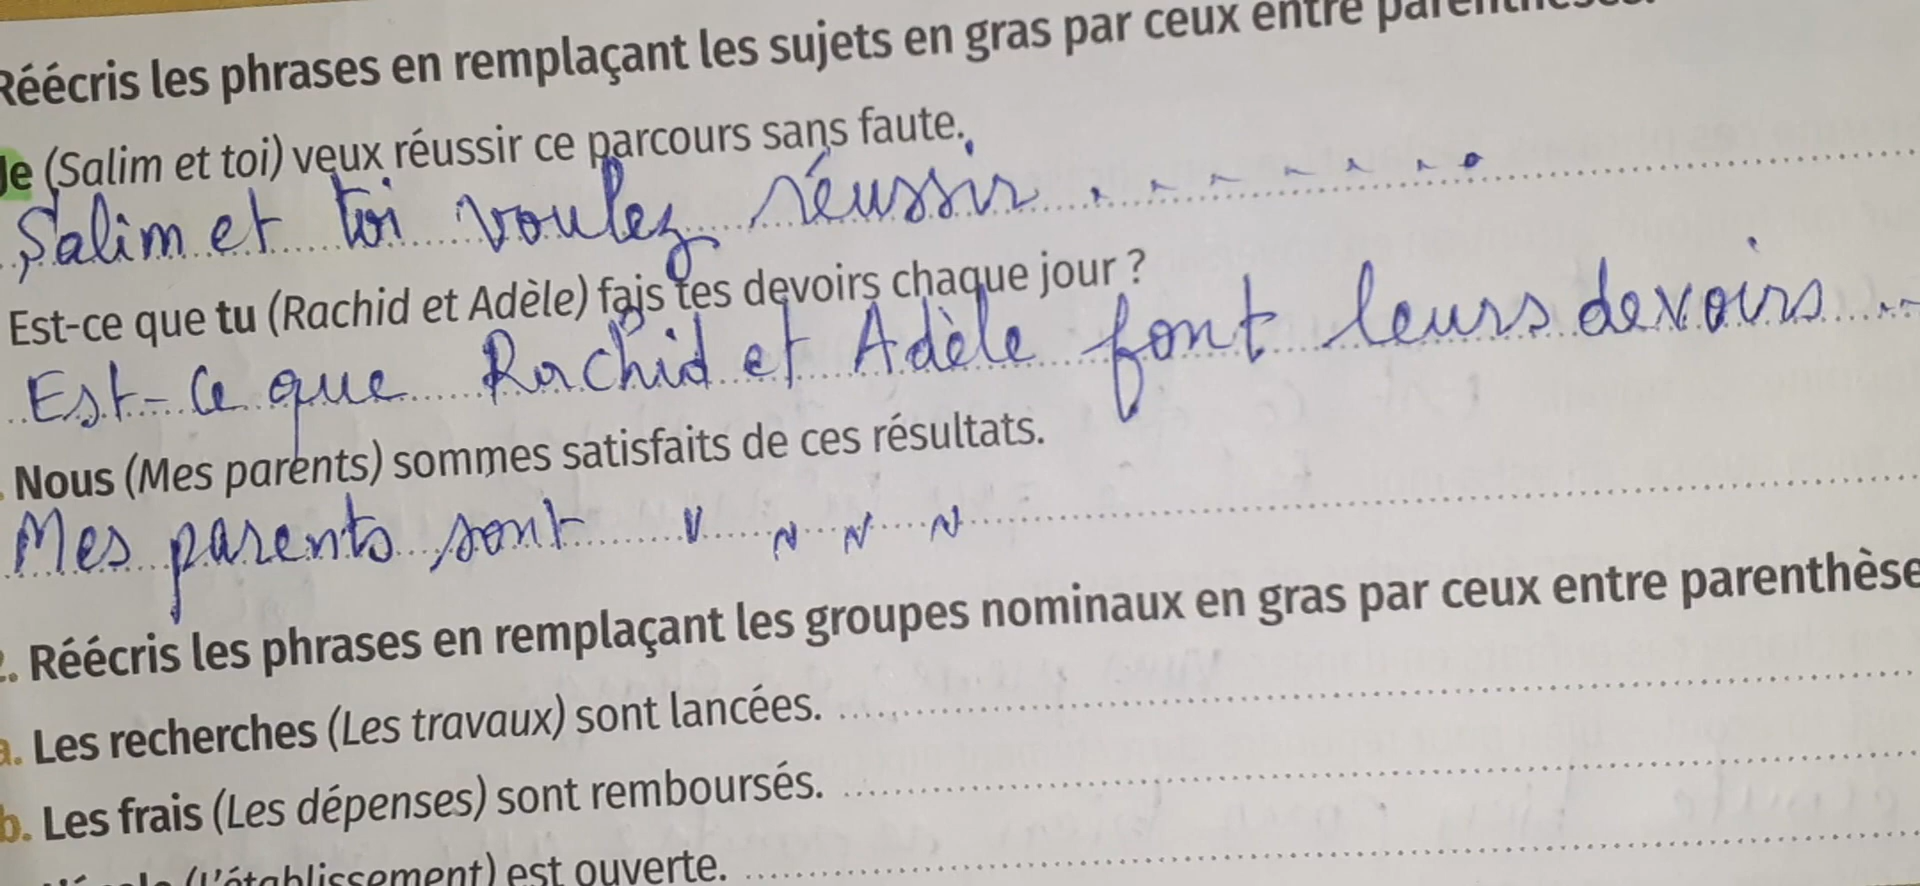 Réécris les phrases en remplaçant les sujets en gras par ceux entre parenthèses.
Je (Salim et toi) veux réussir ce parcours sans faute.
Salim et toi voulez réussir
Est-ce que tu (Rachid et Adèle) fais tes devoirs chaque jour ?
Est-ce que Rachid et Adèle font leurs devoirs ...
Nous (Mes parents) sommes satisfaits de ces résultats.
Mes parents sont
. Réécris les phrases en remplaçant les groupes nominaux en gras par ceux entre parenthèse
a. Les recherches (Les travaux) sont lancées.
b. Les frais (Les dépenses) sont remboursés.
(L'établissement) est ouverte.